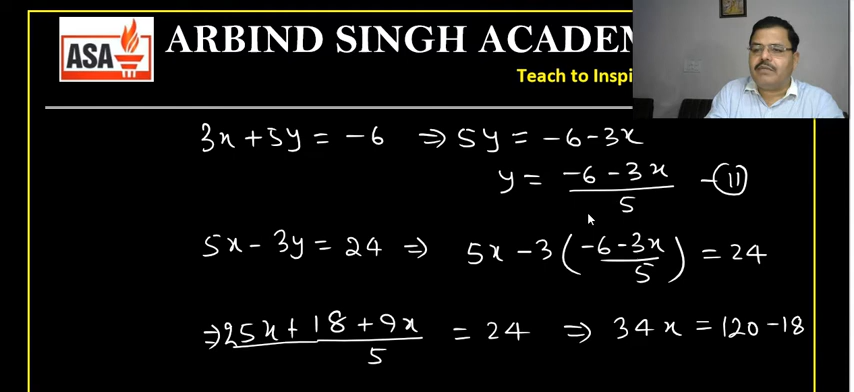 ASA
ARBIND SINGH ACADEM
Teach to Inspi
3x + 5y = -6 ⇒ 5y = -6 - 3x
y = (-6 - 3x)/5 - (11)
5x - 3y = 24 ⇒ 5x - 3((-6 - 3x)/5) = 24
⇒ (25x + 18 + 9x)/5 = 24 ⇒ 34x = 120 - 18